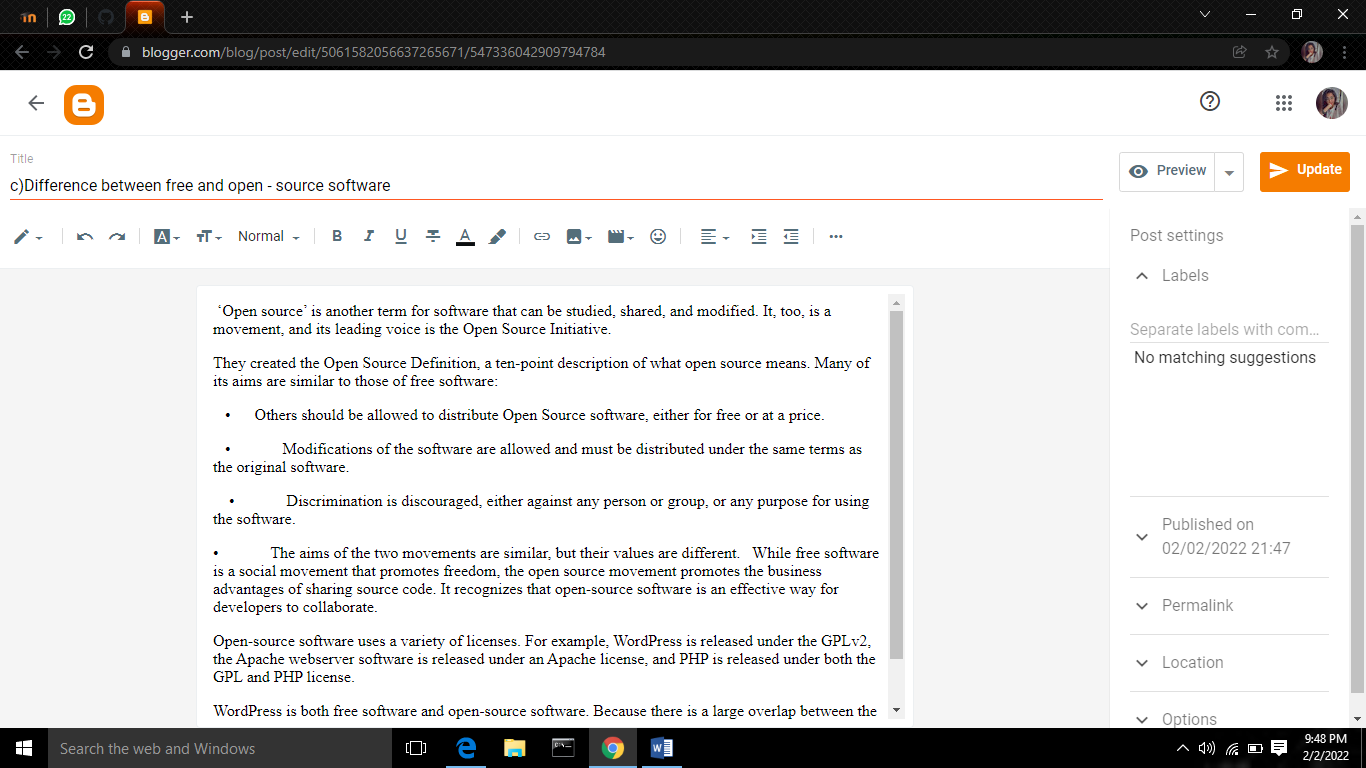 22
blogger.com/blog/post/edit/5061582056637265671/547336042909794784
Title
c)Difference between free and open - source software
Preview
Update
Normal
B I U A
Post settings
Labels
Separate labels with com...
No matching suggestions
Published on
02/02/2022 21:47
Permalink
Location
Options
‘Open source’ is another term for software that can be studied, shared, and modified. It, too, is a
movement, and its leading voice is the Open Source Initiative.
They created the Open Source Definition, a ten-point description of what open source means. Many of
its aims are similar to those of free software:
• Others should be allowed to distribute Open Source software, either for free or at a price.
• Modifications of the software are allowed and must be distributed under the same terms as
the original software.
• Discrimination is discouraged, either against any person or group, or any purpose for using
the software.
• The aims of the two movements are similar, but their values are different. While free software
is a social movement that promotes freedom, the open source movement promotes the business
advantages of sharing source code. It recognizes that open-source software is an effective way for
developers to collaborate.
Open-source software uses a variety of licenses. For example, WordPress is released under the GPLv2,
the Apache webserver software is released under an Apache license, and PHP is released under both the
GPL and PHP license.
WordPress is both free software and open-source software. Because there is a large overlap between the
Search the web and Windows
9:48 PM
2/2/2022